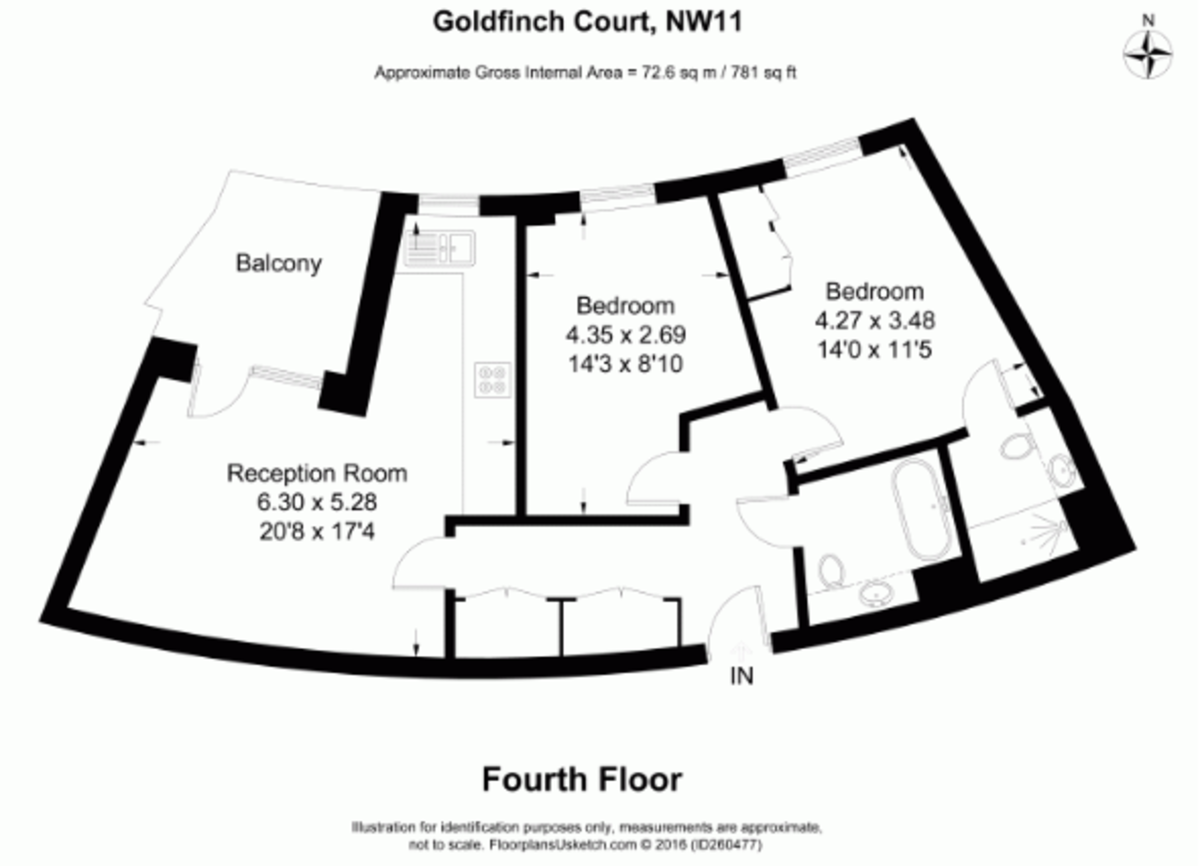 Goldfinch Court, NW11
N
Approximate Gross Internal Area = 72.6 sq m / 781 sq ft
Balcony
Bedroom
4.35 x 2.69
14'3 x 8'10
Bedroom
4.27 x 3.48
14'0 x 11'5
Reception Room
6.30 x 5.28
20'8 x 17'4
IN
Fourth Floor
Illustration for identification purposes only, measurements are approximate,
not to scale. FloorplansUsketch.com © 2016 (ID260477)